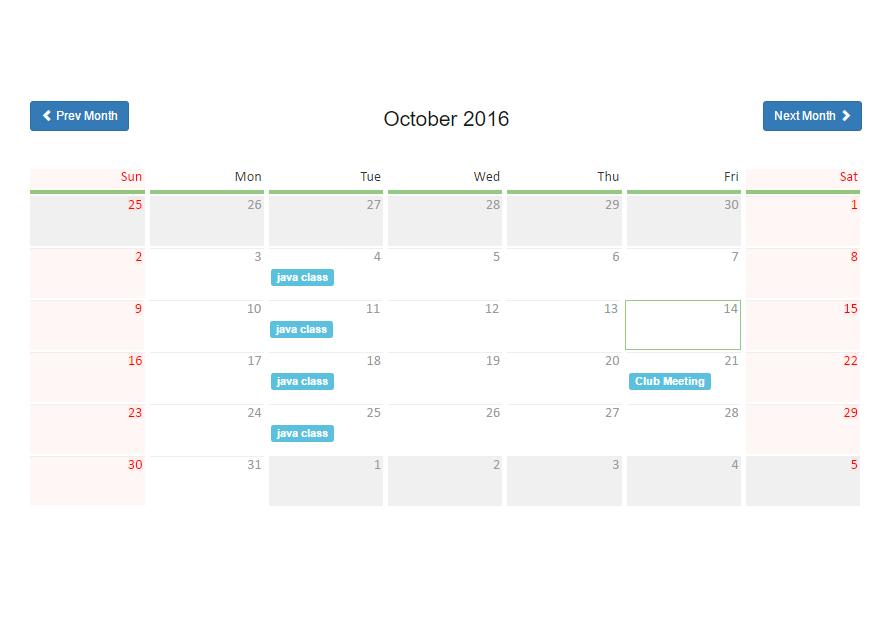 Prev Month
October 2016
Next Month
Sun Mon Tue Wed Thu Fri Sat
25 26 27 28 29 30 1
2 3 4 5 6 7 8
java class
9 10 11 12 13 14 15
java class
16 17 18 19 20 21 22
java class Club Meeting
23 24 25 26 27 28 29
java class
30 31 1 2 3 4 5